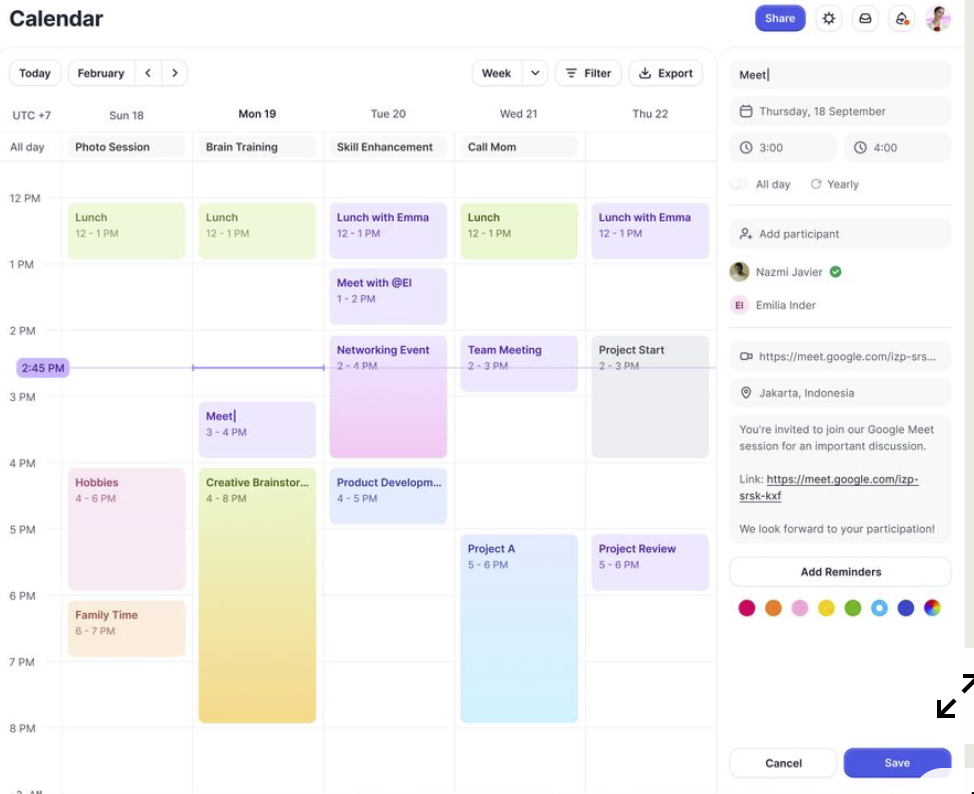 Calendar
Share
Today
February
Week
Filter
Export
UTC +7
Sun 18
Mon 19
Tue 20
Wed 21
Thu 22
All day
Photo Session
Brain Training
Skill Enhancement
Call Mom
12 PM
Lunch
12 - 1 PM
Lunch
12 - 1 PM
Lunch with Emma
12 - 1 PM
Lunch
12 - 1 PM
Lunch with Emma
12 - 1 PM
1 PM
Meet with @El
1 - 2 PM
2 PM
Networking Event
2 - 4 PM
Team Meeting
2 - 3 PM
Project Start
2 - 3 PM
2:45 PM
3 PM
Meet
3 - 4 PM
4 PM
Hobbies
4 - 6 PM
Creative Brainstor...
4 - 8 PM
Product Developm...
4 - 5 PM
5 PM
Project A
5 - 6 PM
Project Review
5 - 6 PM
6 PM
Family Time
6 - 7 PM
7 PM
8 PM
Meet
Thursday, 18 September
3:00
4:00
All day
Yearly
Add participant
Nazmi Javier
EI
Emilia Inder
https://meet.google.com/izp-srs...
Jakarta, Indonesia
You're invited to join our Google Meet
session for an important discussion.
Link: https://meet.google.com/izp-
srsk-kxf
We look forward to your participation!
Add Reminders
Cancel
Save